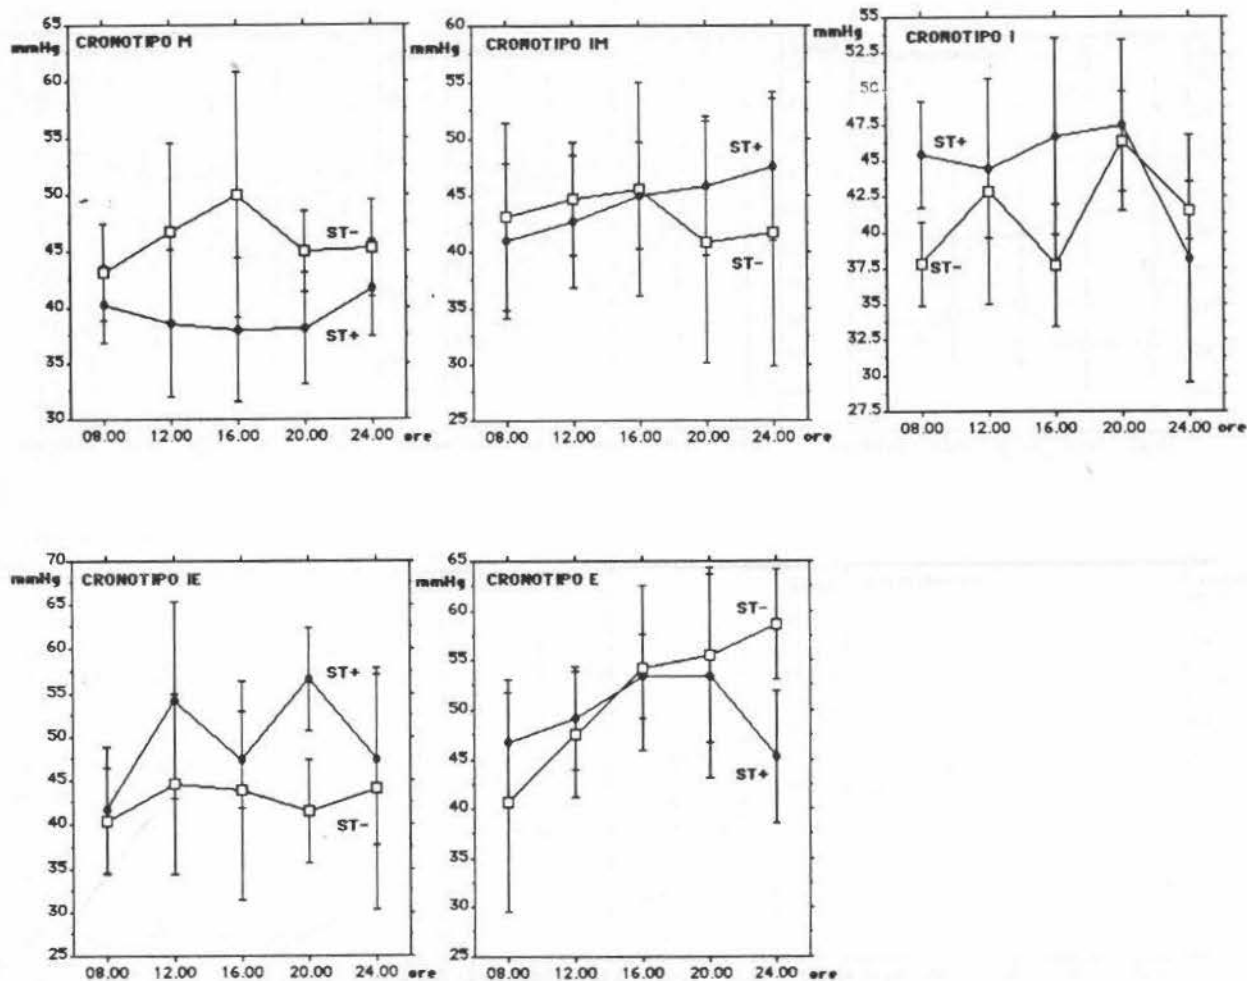 65
mmHg
CRONOTIPO M
60
55
50
45
40
35
30
ST-
ST+
08.00 12.00 16.00 20.00 24.00 ore
60
mmHg
CRONOTIPO IM
55
50
45
40
35
30
25
ST+
ST-
08.00 12.00 16.00 20.00 24.00 ore
55
mmHg
CRONOTIPO I
52.5
50
47.5
45
42.5
40
37.5
35
32.5
30
27.5
ST+
ST-
08.00 12.00 16.00 20.00 24.00 ore
70
mmHg
CRONOTIPO IE
65
60
55
50
45
40
35
30
25
ST+
ST-
08.00 12.00 16.00 20.00 24.00 ore
65
mmHg
CRONOTIPO E
60
55
50
45
40
35
30
25
ST-
ST+
08.00 12.00 16.00 20.00 24.00 ore